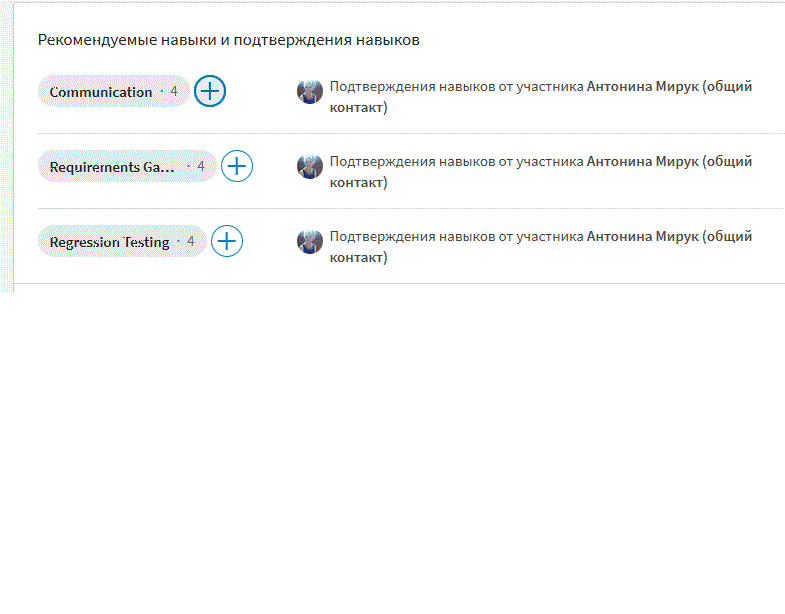 Рекомендуемые навыки и подтверждения навыков
Communication · 4
Подтверждения навыков от участника Антонина Мирук (общий
контакт)
Requirements Ga... · 4
Подтверждения навыков от участника Антонина Мирук (общий
контакт)
Regression Testing · 4
Подтверждения навыков от участника Антонина Мирук (общий
контакт)